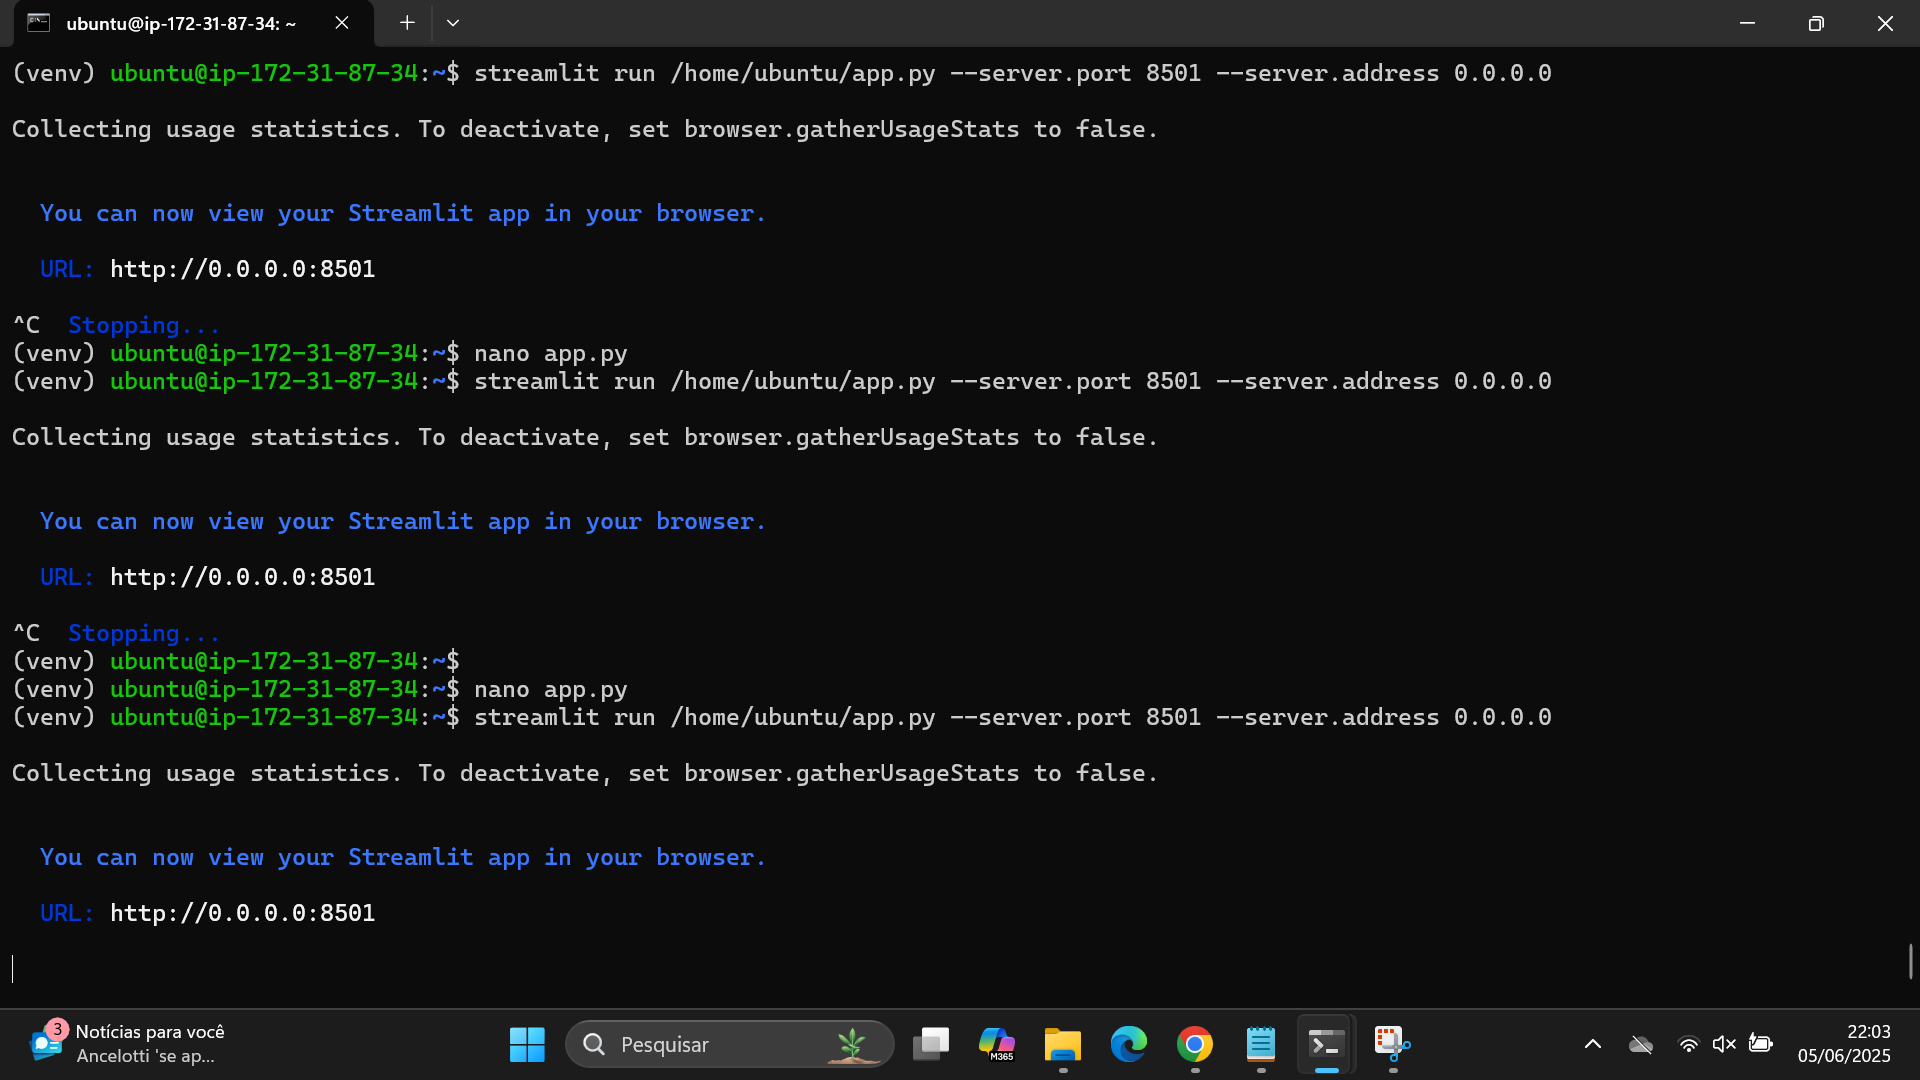 ubuntu@ip-172-31-87-34: ~
(venv) ubuntu@ip-172-31-87-34:~$ streamlit run /home/ubuntu/app.py --server.port 8501 --server.address 0.0.0.0
Collecting usage statistics. To deactivate, set browser.gatherUsageStats to false.
You can now view your Streamlit app in your browser.
URL: http://0.0.0.0:8501
^C  Stopping...
(venv) ubuntu@ip-172-31-87-34:~$ nano app.py
(venv) ubuntu@ip-172-31-87-34:~$ streamlit run /home/ubuntu/app.py --server.port 8501 --server.address 0.0.0.0
Collecting usage statistics. To deactivate, set browser.gatherUsageStats to false.
You can now view your Streamlit app in your browser.
URL: http://0.0.0.0:8501
^C  Stopping...
(venv) ubuntu@ip-172-31-87-34:~$
(venv) ubuntu@ip-172-31-87-34:~$ nano app.py
(venv) ubuntu@ip-172-31-87-34:~$ streamlit run /home/ubuntu/app.py --server.port 8501 --server.address 0.0.0.0
Collecting usage statistics. To deactivate, set browser.gatherUsageStats to false.
You can now view your Streamlit app in your browser.
URL: http://0.0.0.0:8501
3
Notícias para você
Ancelotti 'se ap...
Pesquisar
M365
22:03
05/06/2025